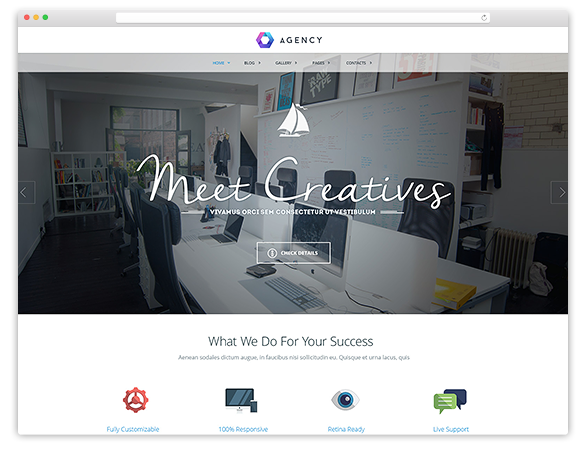 AGENCY
HOME BLOG GALLERY PAGES CONTACTS
RAW
TYPE
Meet Creatives
VIVAMUS ORCI SEM CONSECTETUR UT VESTIBULUM
CHECK DETAILS
What We Do For Your Success
Aenean sodales dictum augue, in faucibus nisi sollicitudin eu. Quisque et urna lacus, quis
Fully Customizable 100% Responsive Retina Ready Live Support